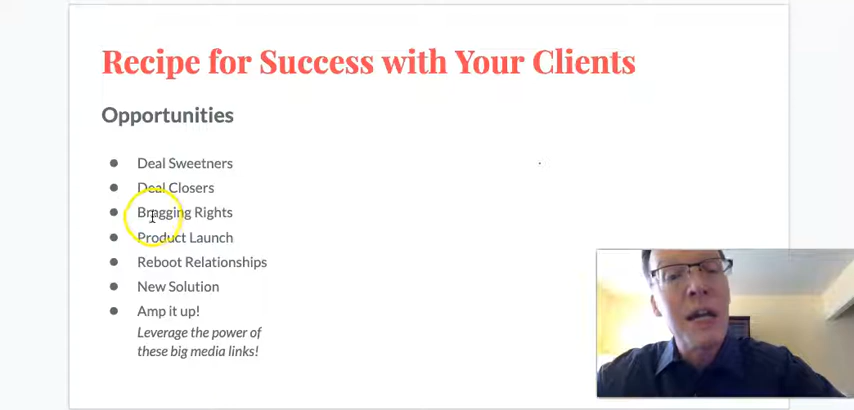 Recipe for Success with Your Clients
Opportunities
Deal Sweetners
Deal Closers
Bragging Rights
Product Launch
Reboot Relationships
New Solution
Amp it up!
Leverage the power of
these big media links!